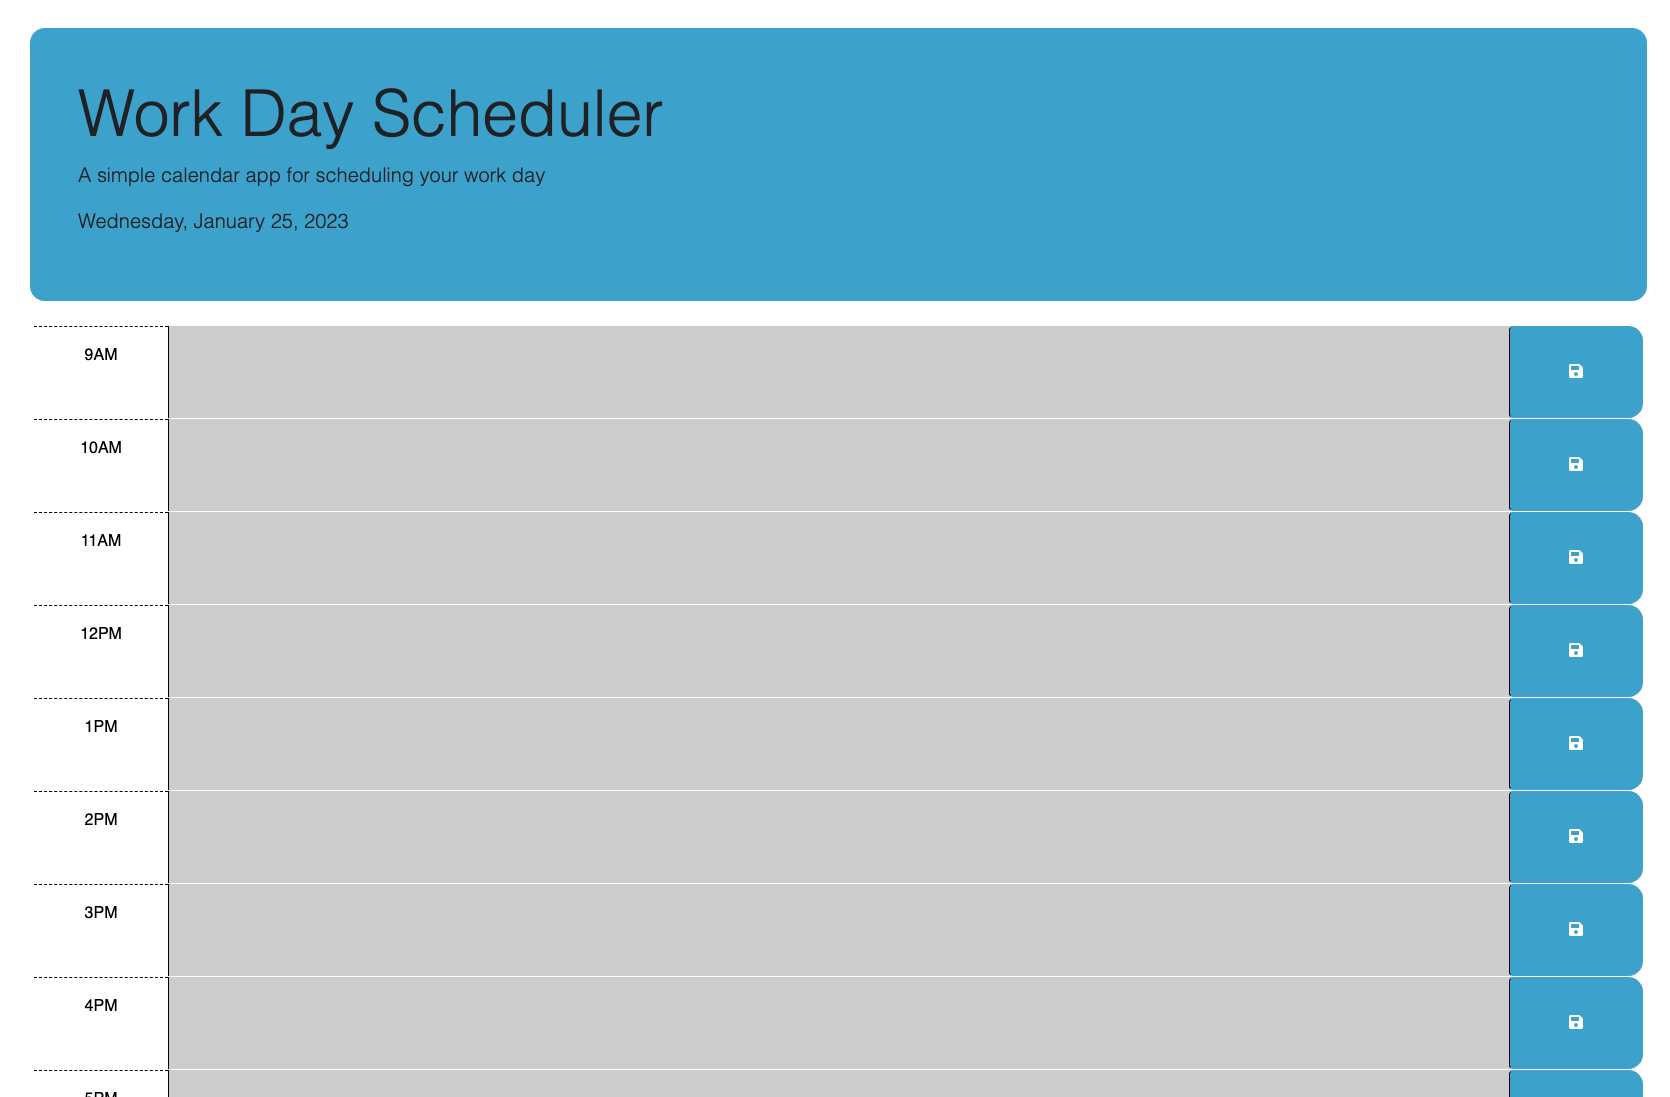 Work Day Scheduler
A simple calendar app for scheduling your work day
Wednesday, January 25, 2023
9AM
10AM
11AM
12PM
1PM
2PM
3PM
4PM
5PM